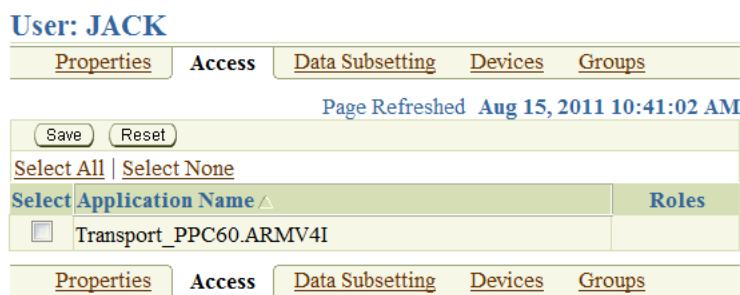 User: JACK
Properties Access Data Subsetting Devices Groups
Page Refreshed Aug 15, 2011 10:41:02 AM
Save Reset
Select All | Select None
Select Application Name Roles
Transport_PPC60.ARMV4I
Properties Access Data Subsetting Devices Groups